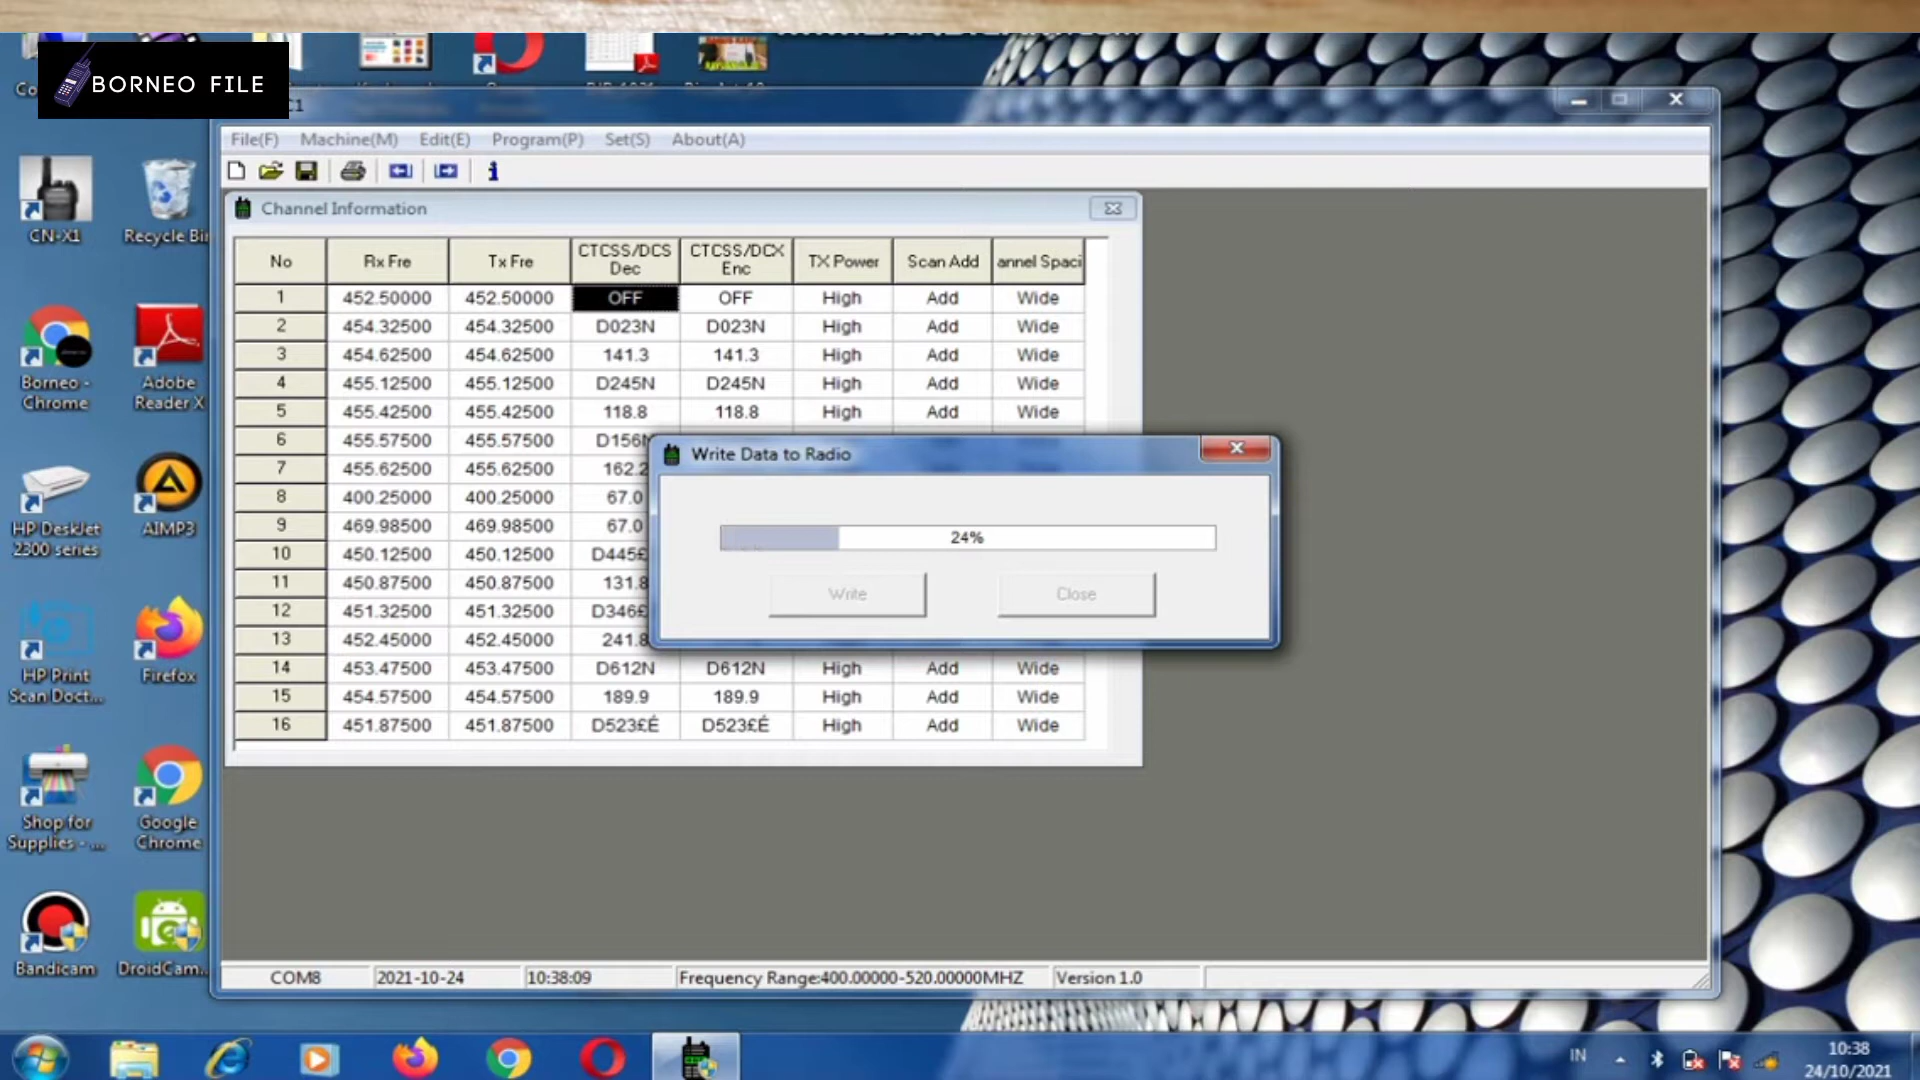 BORNEO FILE
C1
File(F) Machine(M) Edit(E) Program(P) Set(S) About(A)
Channel Information
No Rx Fre Tx Fre CTCSS/DCS Dec CTCSS/DCX Enc TX Power Scan Add annel Spaci
1 452.50000 452.50000 OFF OFF High Add Wide
2 454.32500 454.32500 D023N D023N High Add Wide
3 454.62500 454.62500 141.3 141.3 High Add Wide
4 455.12500 455.12500 D245N D245N High Add Wide
5 455.42500 455.42500 118.8 118.8 High Add Wide
6 455.57500 455.57500 D156N
7 455.62500 455.62500 162.2
8 400.25000 400.25000 67.0
9 469.98500 469.98500 67.0
10 450.12500 450.12500 D445£
11 450.87500 450.87500 131.8
12 451.32500 451.32500 D346£
13 452.45000 452.45000 241.8
14 453.47500 453.47500 D612N D612N High Add Wide
15 454.57500 454.57500 189.9 189.9 High Add Wide
16 451.87500 451.87500 D523£É D523£É High Add Wide
Write Data to Radio
24%
Write Close
COM8 2021-10-24 10:38:09 Frequency Range:400.00000-520.00000MHZ Version 1.0
CN-X1
Recycle Bin
Borneo - Chrome
Adobe Reader X
HP DeskJet 2300 series
AIMP3
HP Print Scan Doct...
Firefox
Shop for Supplies - ...
Google Chrome
Bandicam
DroidCam...
IN
10:38
24/10/2021